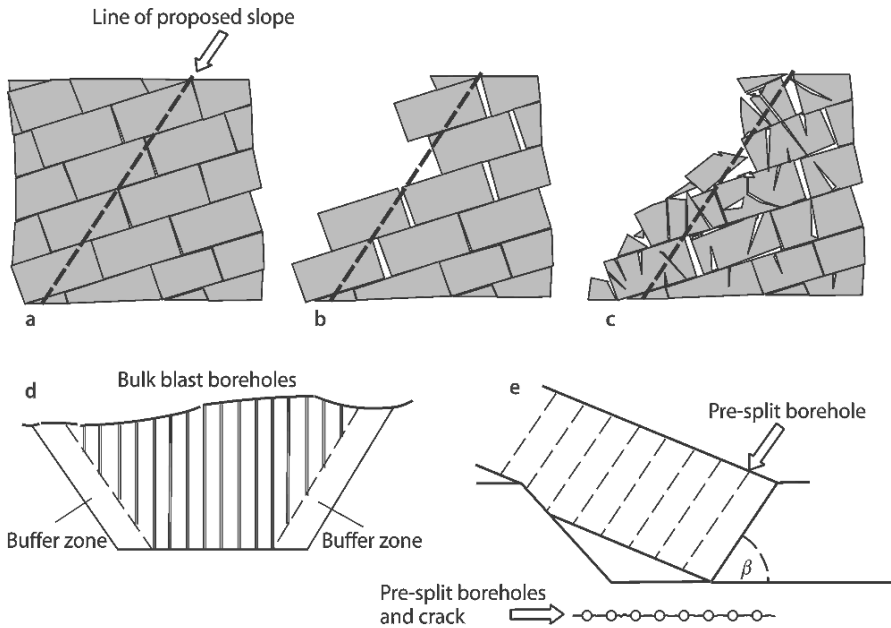 Line of proposed slope
a
b
c
d
Bulk blast boreholes
Buffer zone
Buffer zone
e
Pre-split borehole
β
Pre-split boreholes
and crack